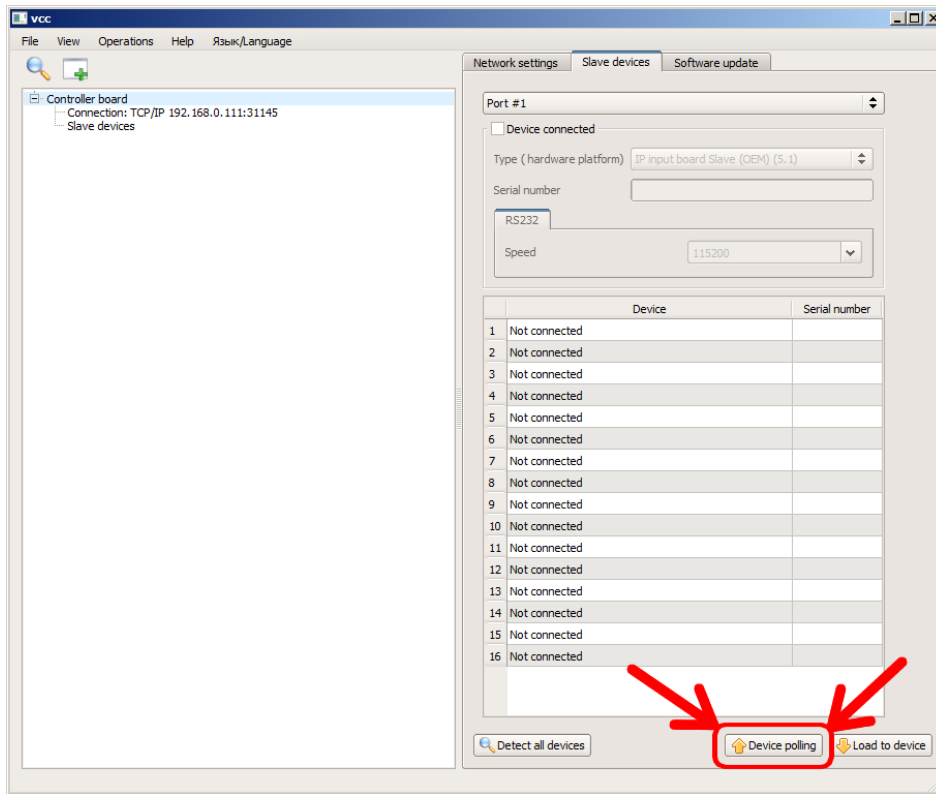 vcc
File View Operations Help Язык/Language
Controller board
Connection: TCP/IP 192.168.0.111:31145
Slave devices
Network settings Slave devices Software update
Port #1
Device connected
Type (hardware platform) IP input board Slave (OEM) (5.1)
Serial number
RS232
Speed 115200
Device Serial number
1 Not connected
2 Not connected
3 Not connected
4 Not connected
5 Not connected
6 Not connected
7 Not connected
8 Not connected
9 Not connected
10 Not connected
11 Not connected
12 Not connected
13 Not connected
14 Not connected
15 Not connected
16 Not connected
Detect all devices Device polling Load to device